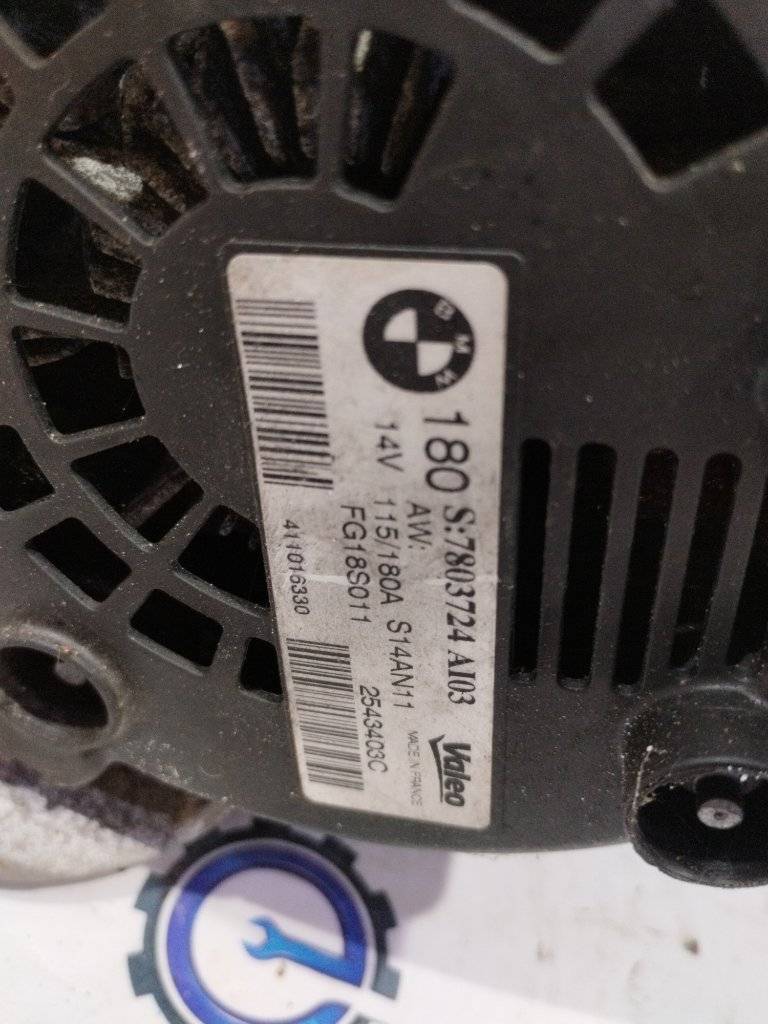 BMW
180 S:7803724 AI03
AW:
14V 115/180A S14AN11
FG18S011 2543403C
411016330
Valeo
MADE IN FRANCE